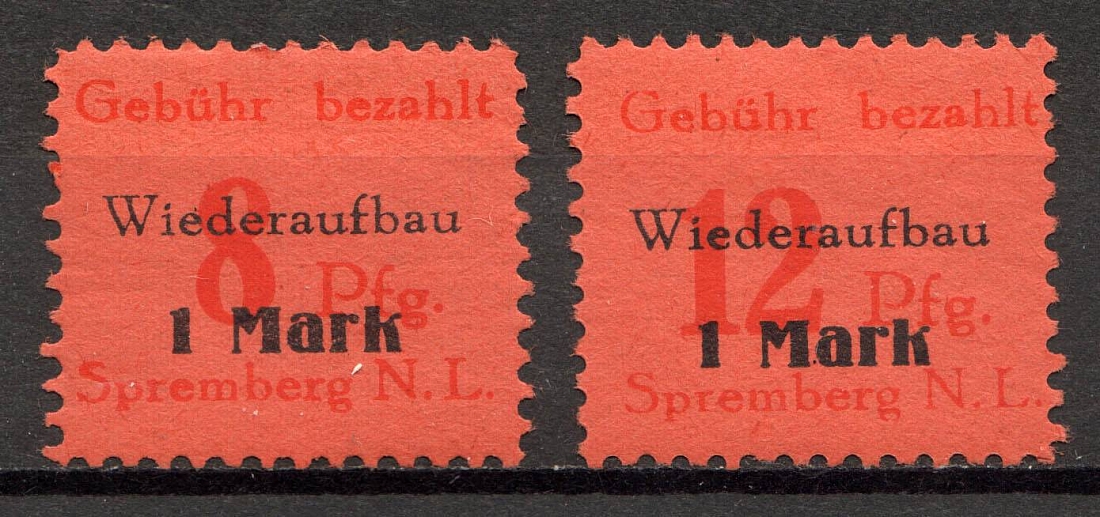 Gebühr bezahlt
Wiederaufbau
8 Pfg.
1 Mark
Spremberg N. L.
Gebühr bezahlt
Wiederaufbau
12 Pfg.
1 Mark
Spremberg N. L.